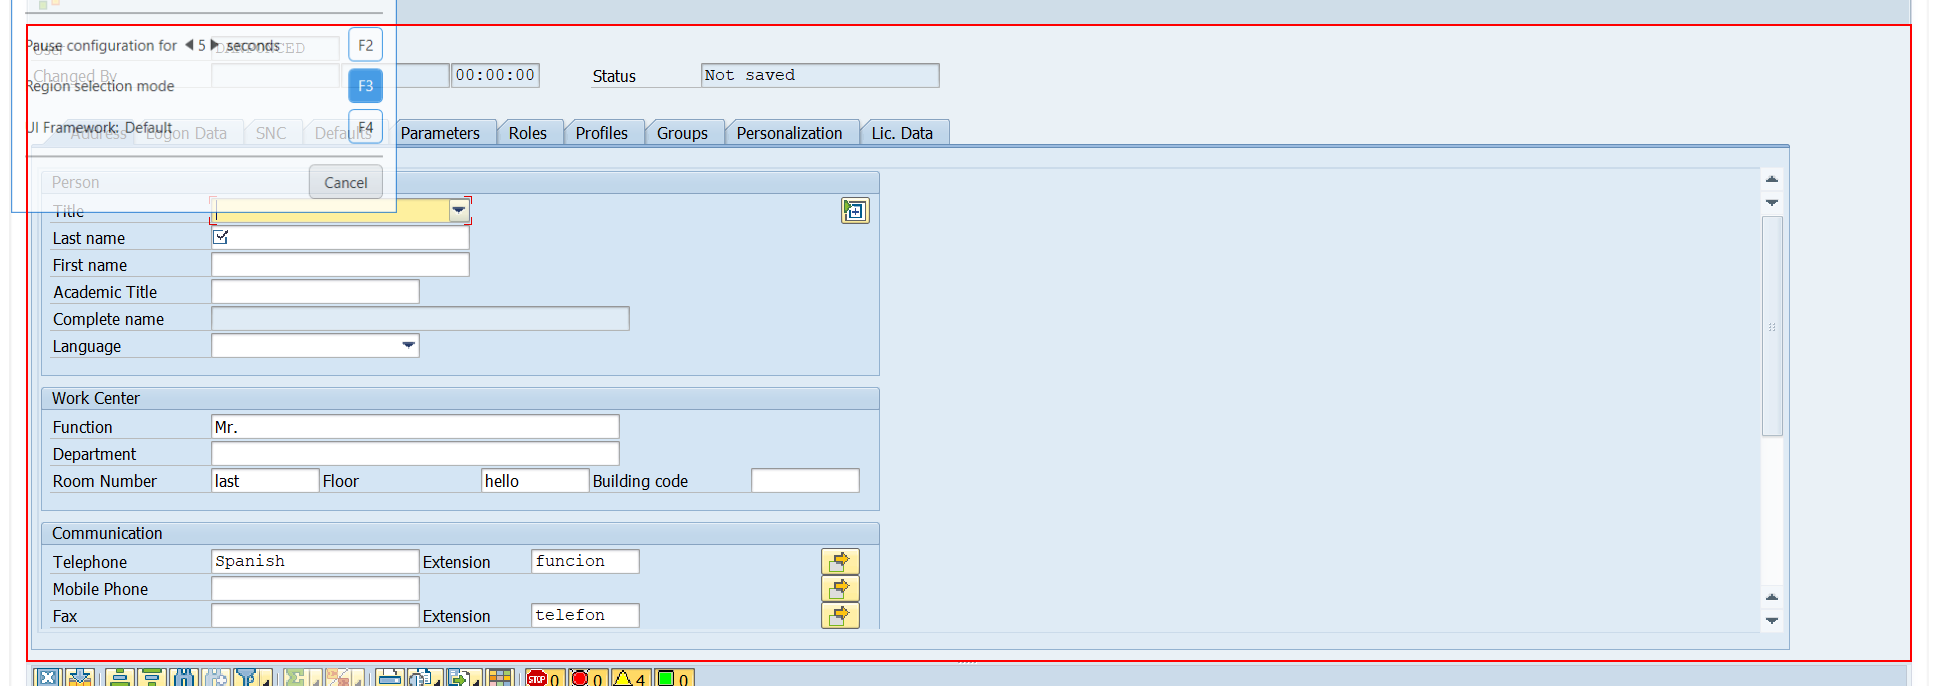 Pause configuration for 5 seconds F2
User
Changed By 00:00:00 Status Not saved
Region selection mode F3
UI Framework: Default F4
Address Logon Data SNC Defaults Parameters Roles Profiles Groups Personalization Lic. Data
Person Cancel
Title
Last name
First name
Academic Title
Complete name
Language
Work Center
Function Mr.
Department
Room Number last Floor hello Building code
Communication
Telephone Spanish Extension funcion
Mobile Phone
Fax Extension telefon
STOP 0 0 4 0